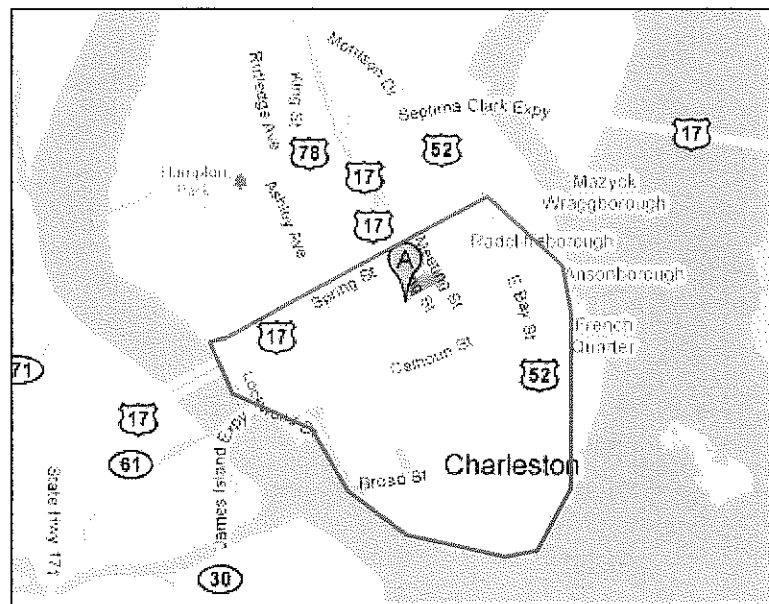 Morrison Dr
Rutledge Ave
King St
Septima Clark Expy
17
78
52
17
Hampton
Park
Ashley Ave
17
Mazyck
Wraggborough
A
Meeting St
Radcliffeborough
Ansonborough
Spring St
St
E Bay St
17
French
Quarter
Calhoun St
52
71
Lockwood Dr
17
61
James Island Expy
Broad St
Charleston
State Hwy 171
30